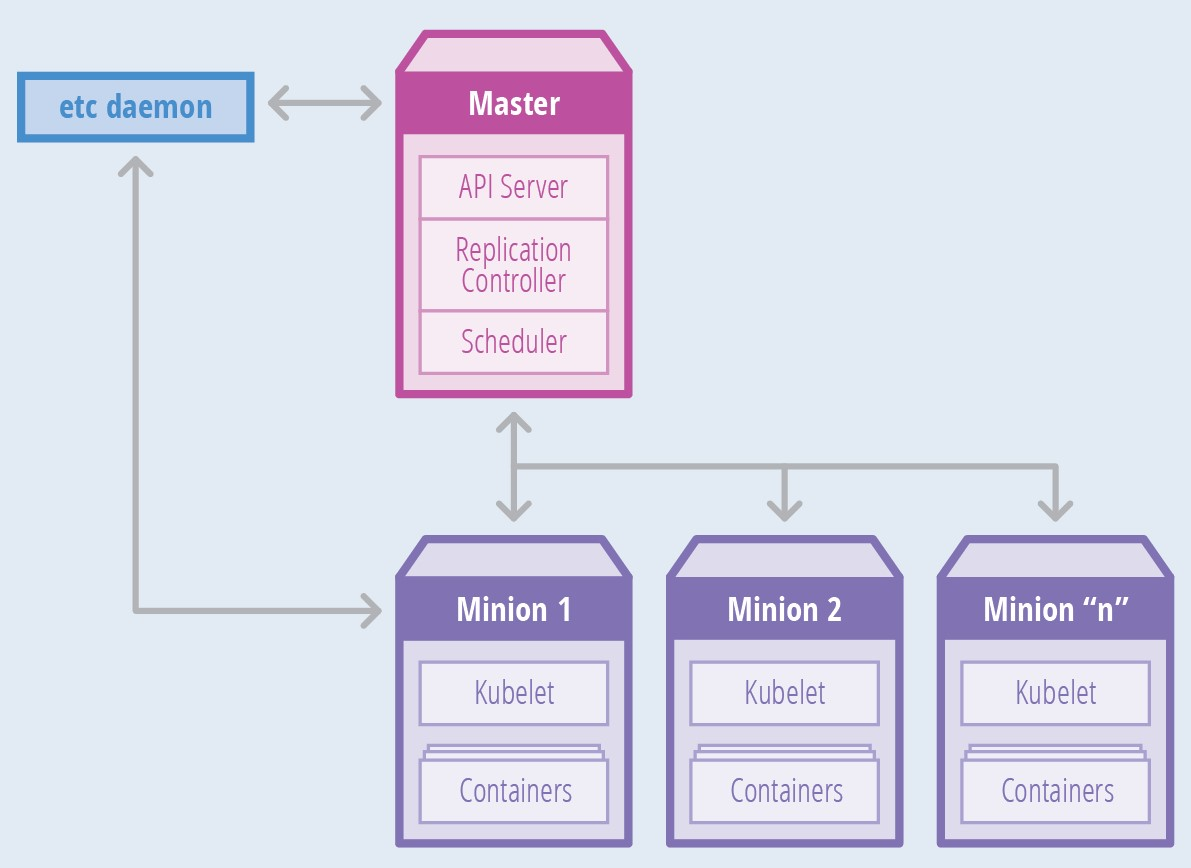 etc daemon
Master
API Server
Replication
Controller
Scheduler
Minion 1
Kubelet
Containers
Minion 2
Kubelet
Containers
Minion “n”
Kubelet
Containers